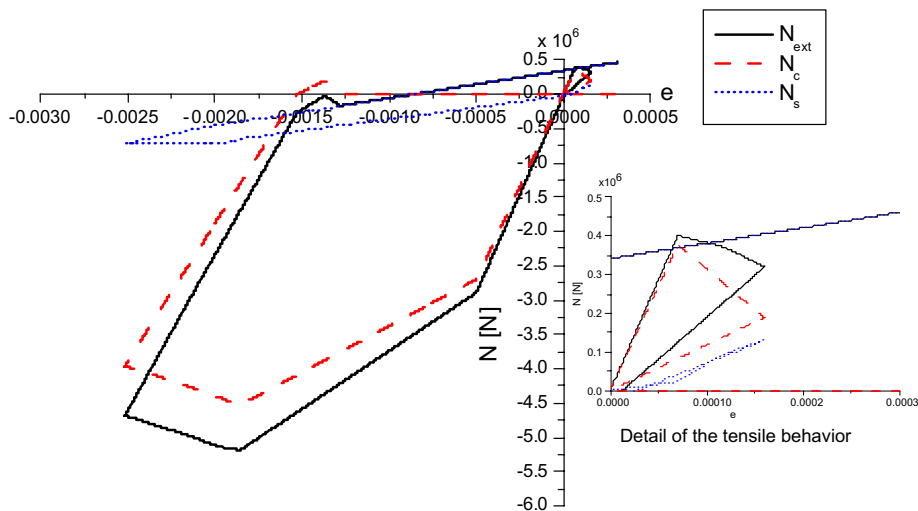 x 10^6
0.5
0.0
e
-0.0030 -0.0025 -0.0020 -0.0015 -0.0010 -0.0005 0.0000 0.0005
-0.5
-1.0
-1.5
-2.0
-2.5
-3.0
-3.5
-4.0
-4.5
-5.0
-5.5
-6.0
N [N]
N_ext
N_c
N_s
x10^6
0.5
0.4
0.3
0.2
0.1
0.0
N [N]
0.0000 0.00010 0.0002 0.0003
e
Detail of the tensile behavior